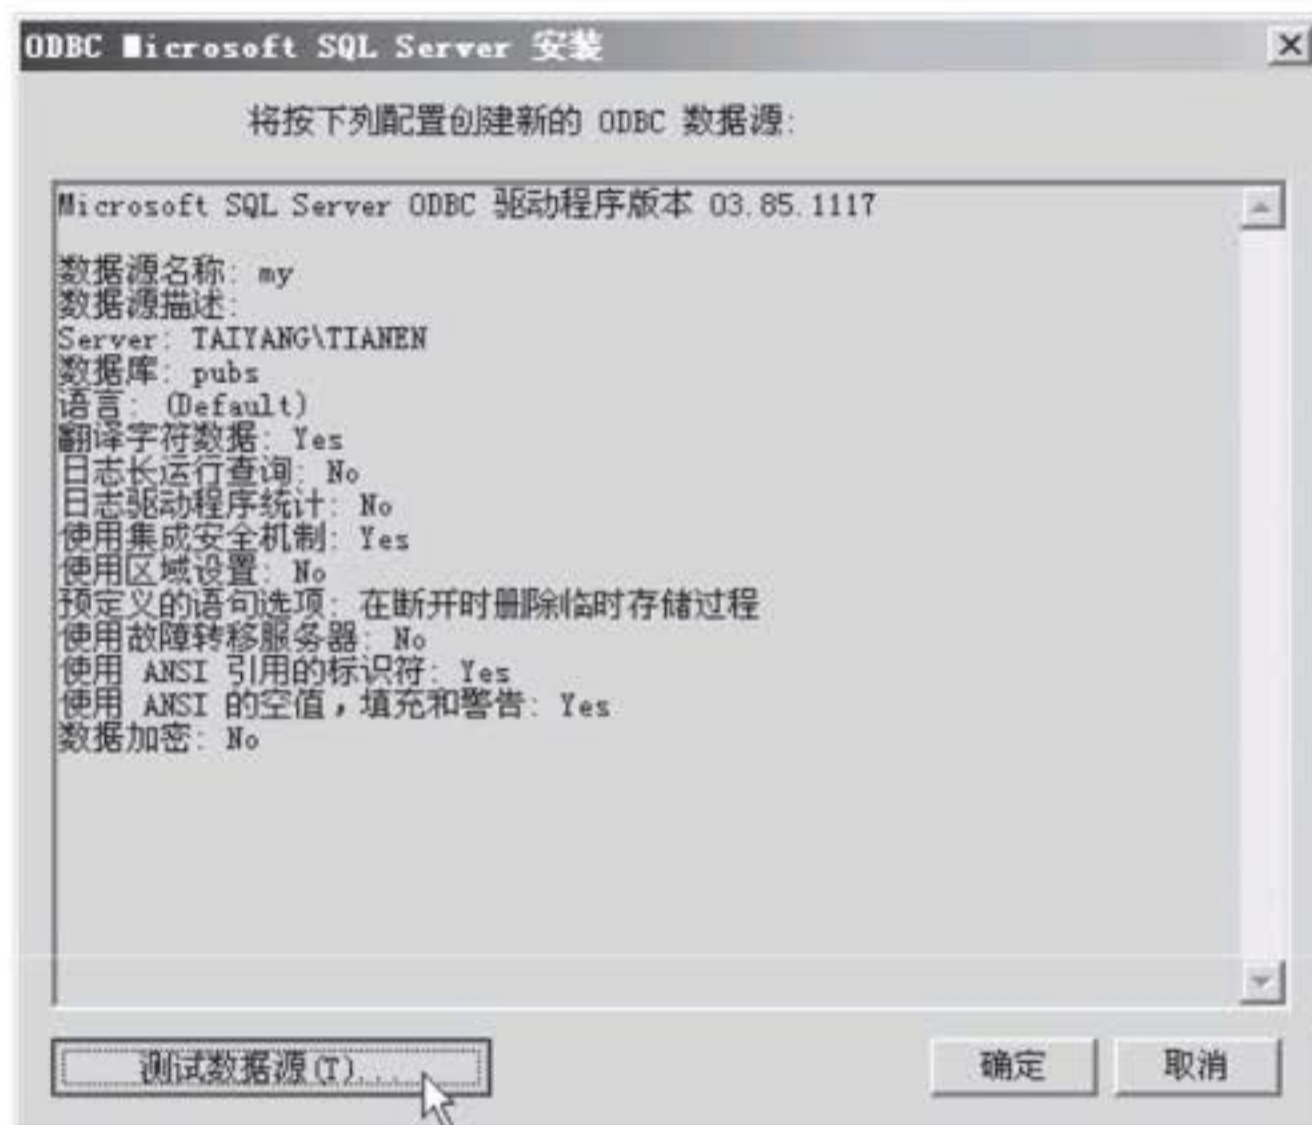 ODBC Microsoft SQL Server 安装
将按下列配置创建新的 ODBC 数据源:
Microsoft SQL Server ODBC 驱动程序版本 03.85.1117
数据源名称: my
数据源描述:
Server: TAIYANG\TIANEN
数据库: pubs
语言: (Default)
翻译字符数据: Yes
日志长运行查询: No
日志驱动程序统计: No
使用集成安全机制: Yes
使用区域设置: No
预定义的语句选项: 在断开时删除临时存储过程
使用故障转移服务器: No
使用 ANSI 引用的标识符: Yes
使用 ANSI 的空值，填充和警告: Yes
数据加密: No
测试数据源(T)... 确定 取消